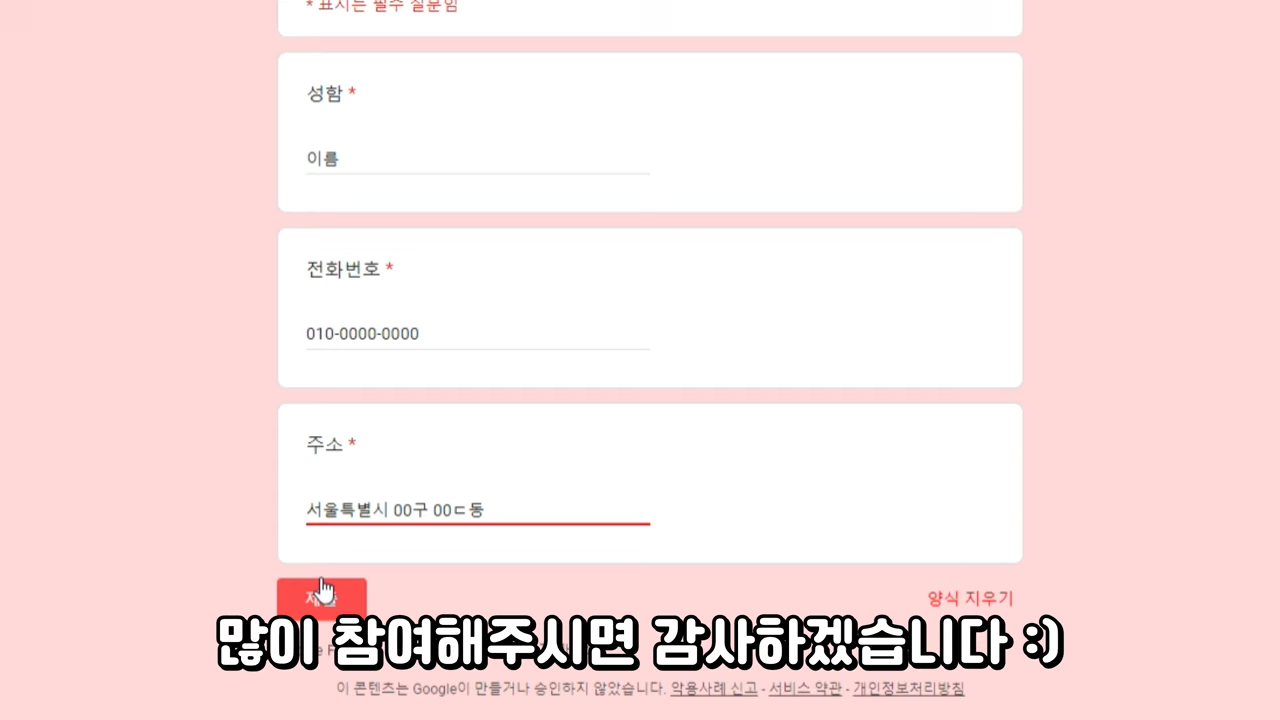 * 표시는 필수 질문임
성함 *
이름
전화번호 *
010-0000-0000
주소 *
서울특별시 00구 00ㄷ동
제출
양식 지우기
많이 참여해주시면 감사하겠습니다 :)
이 콘텐츠는 Google이 만들거나 승인하지 않았습니다. 악용사례 신고 - 서비스 약관 - 개인정보처리방침